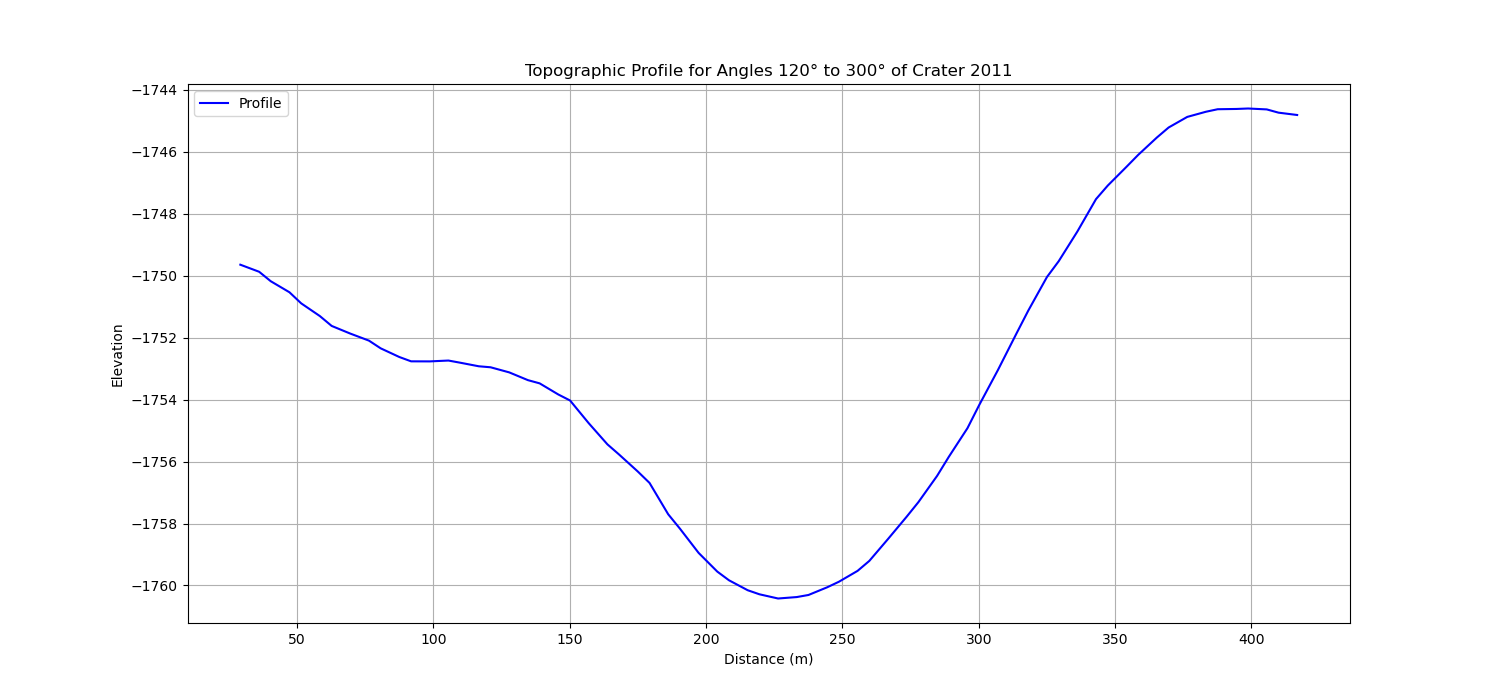 Topographic Profile for Angles 120° to 300° of Crater 2011
Profile
Elevation
−1744
−1746
−1748
−1750
−1752
−1754
−1756
−1758
−1760
50 100 150 200 250 300 350 400
Distance (m)